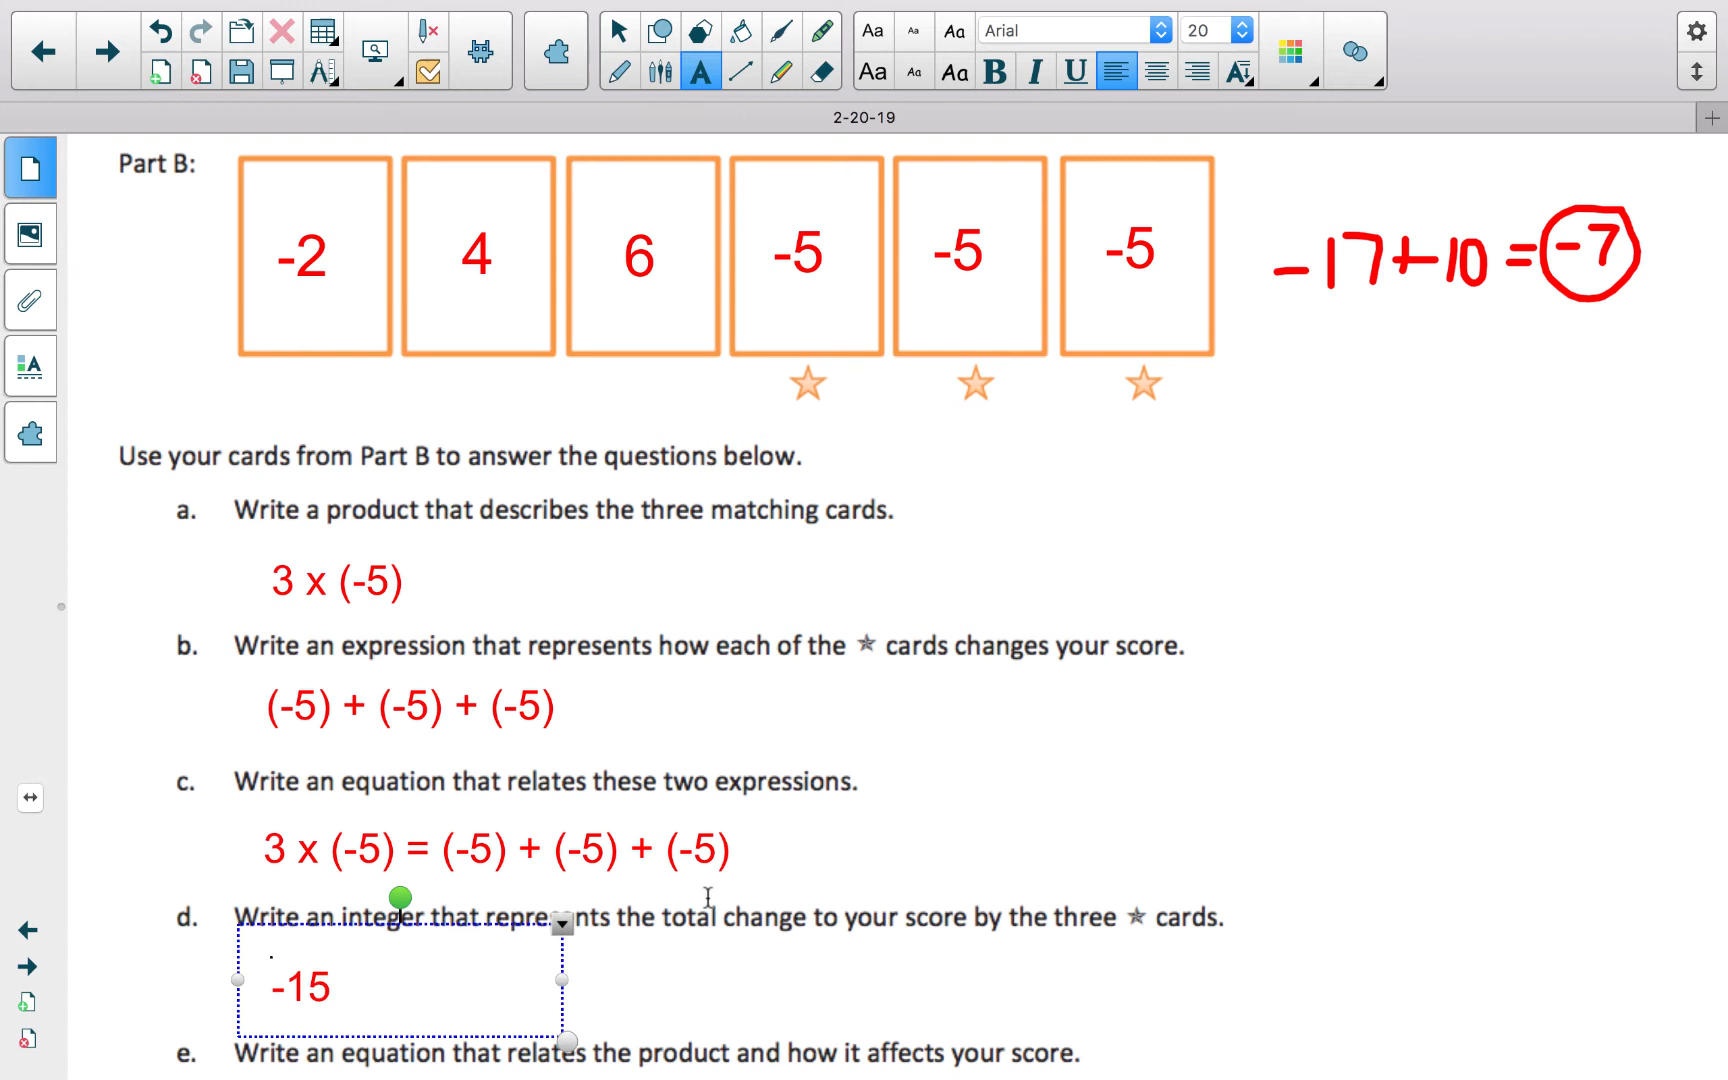 Aa Aa Aa Arial 20
Aa Aa Aa B I U A
2-20-19
Part B:
-2 4 6 -5 -5 -5
-17+10=-7
Use your cards from Part B to answer the questions below.
a. Write a product that describes the three matching cards.
3 x (-5)
b. Write an expression that represents how each of the ★ cards changes your score.
(-5) + (-5) + (-5)
c. Write an equation that relates these two expressions.
3 x (-5) = (-5) + (-5) + (-5)
d. Write an integer that represents the total change to your score by the three ★ cards.
-15
e. Write an equation that relates the product and how it affects your score.